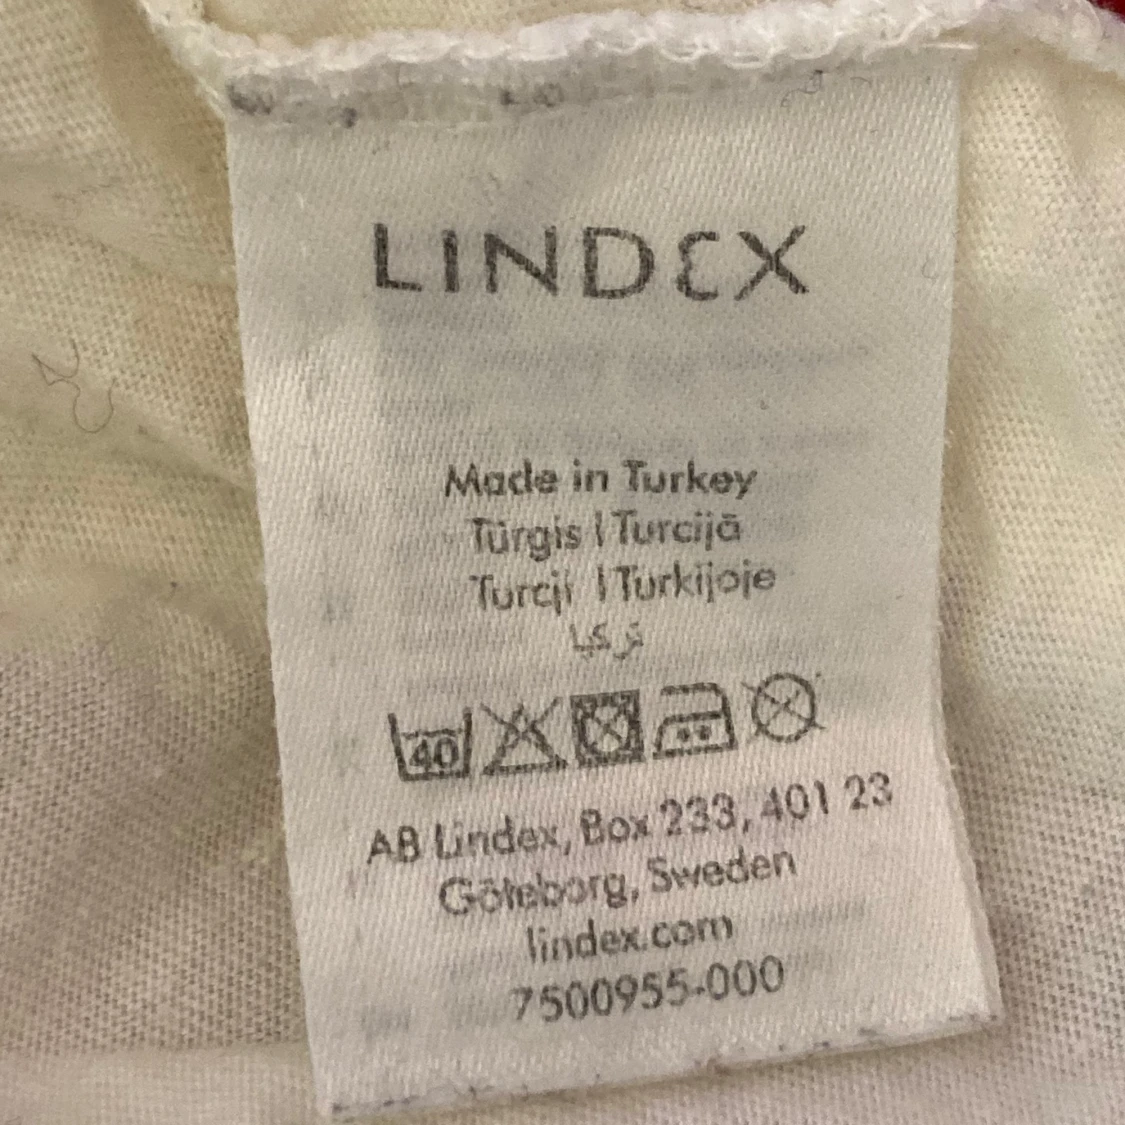 LINDEX
Made in Turkey
Türgis | Turcijā
Turcji | Turkijoje
تركيا
40
AB Lindex, Box 233, 401 23
Göteborg, Sweden
lindex.com
7500955-000